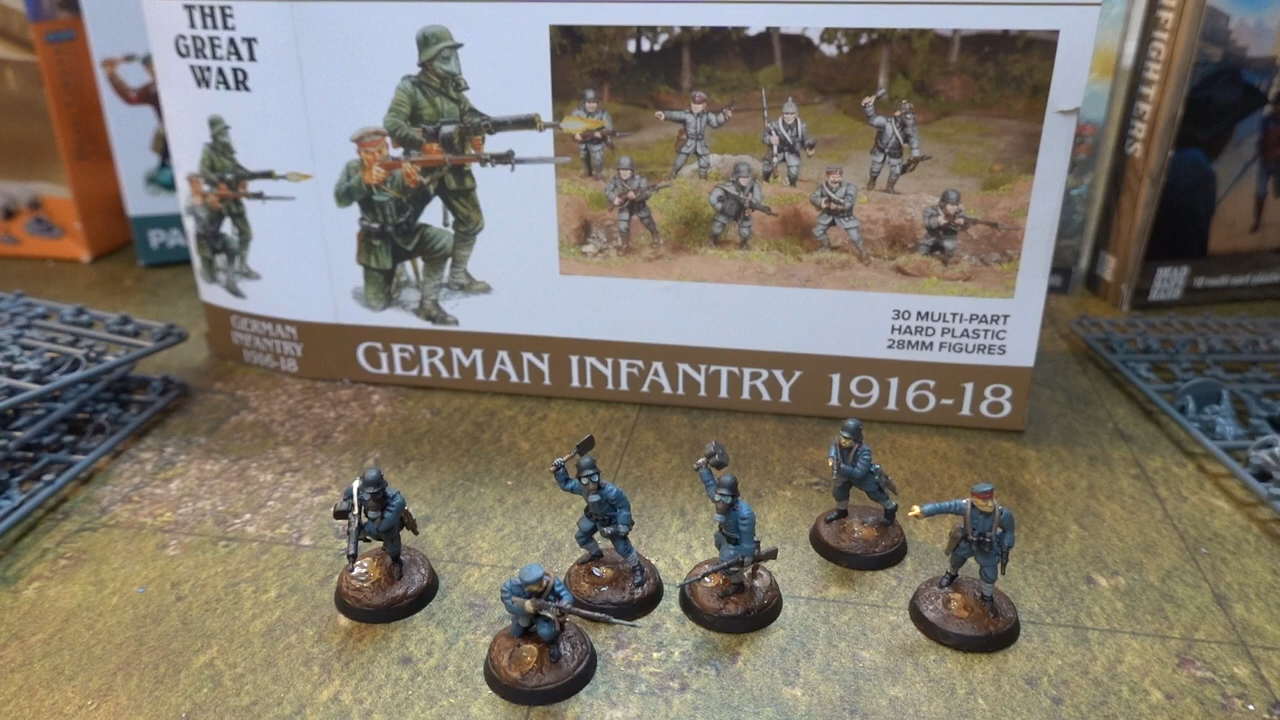 THE
GREAT
WAR
30 MULTI-PART
HARD PLASTIC
28MM FIGURES
GERMAN
INFANTRY
1916-18
GERMAN INFANTRY 1916-18
PA
FIGHTERS